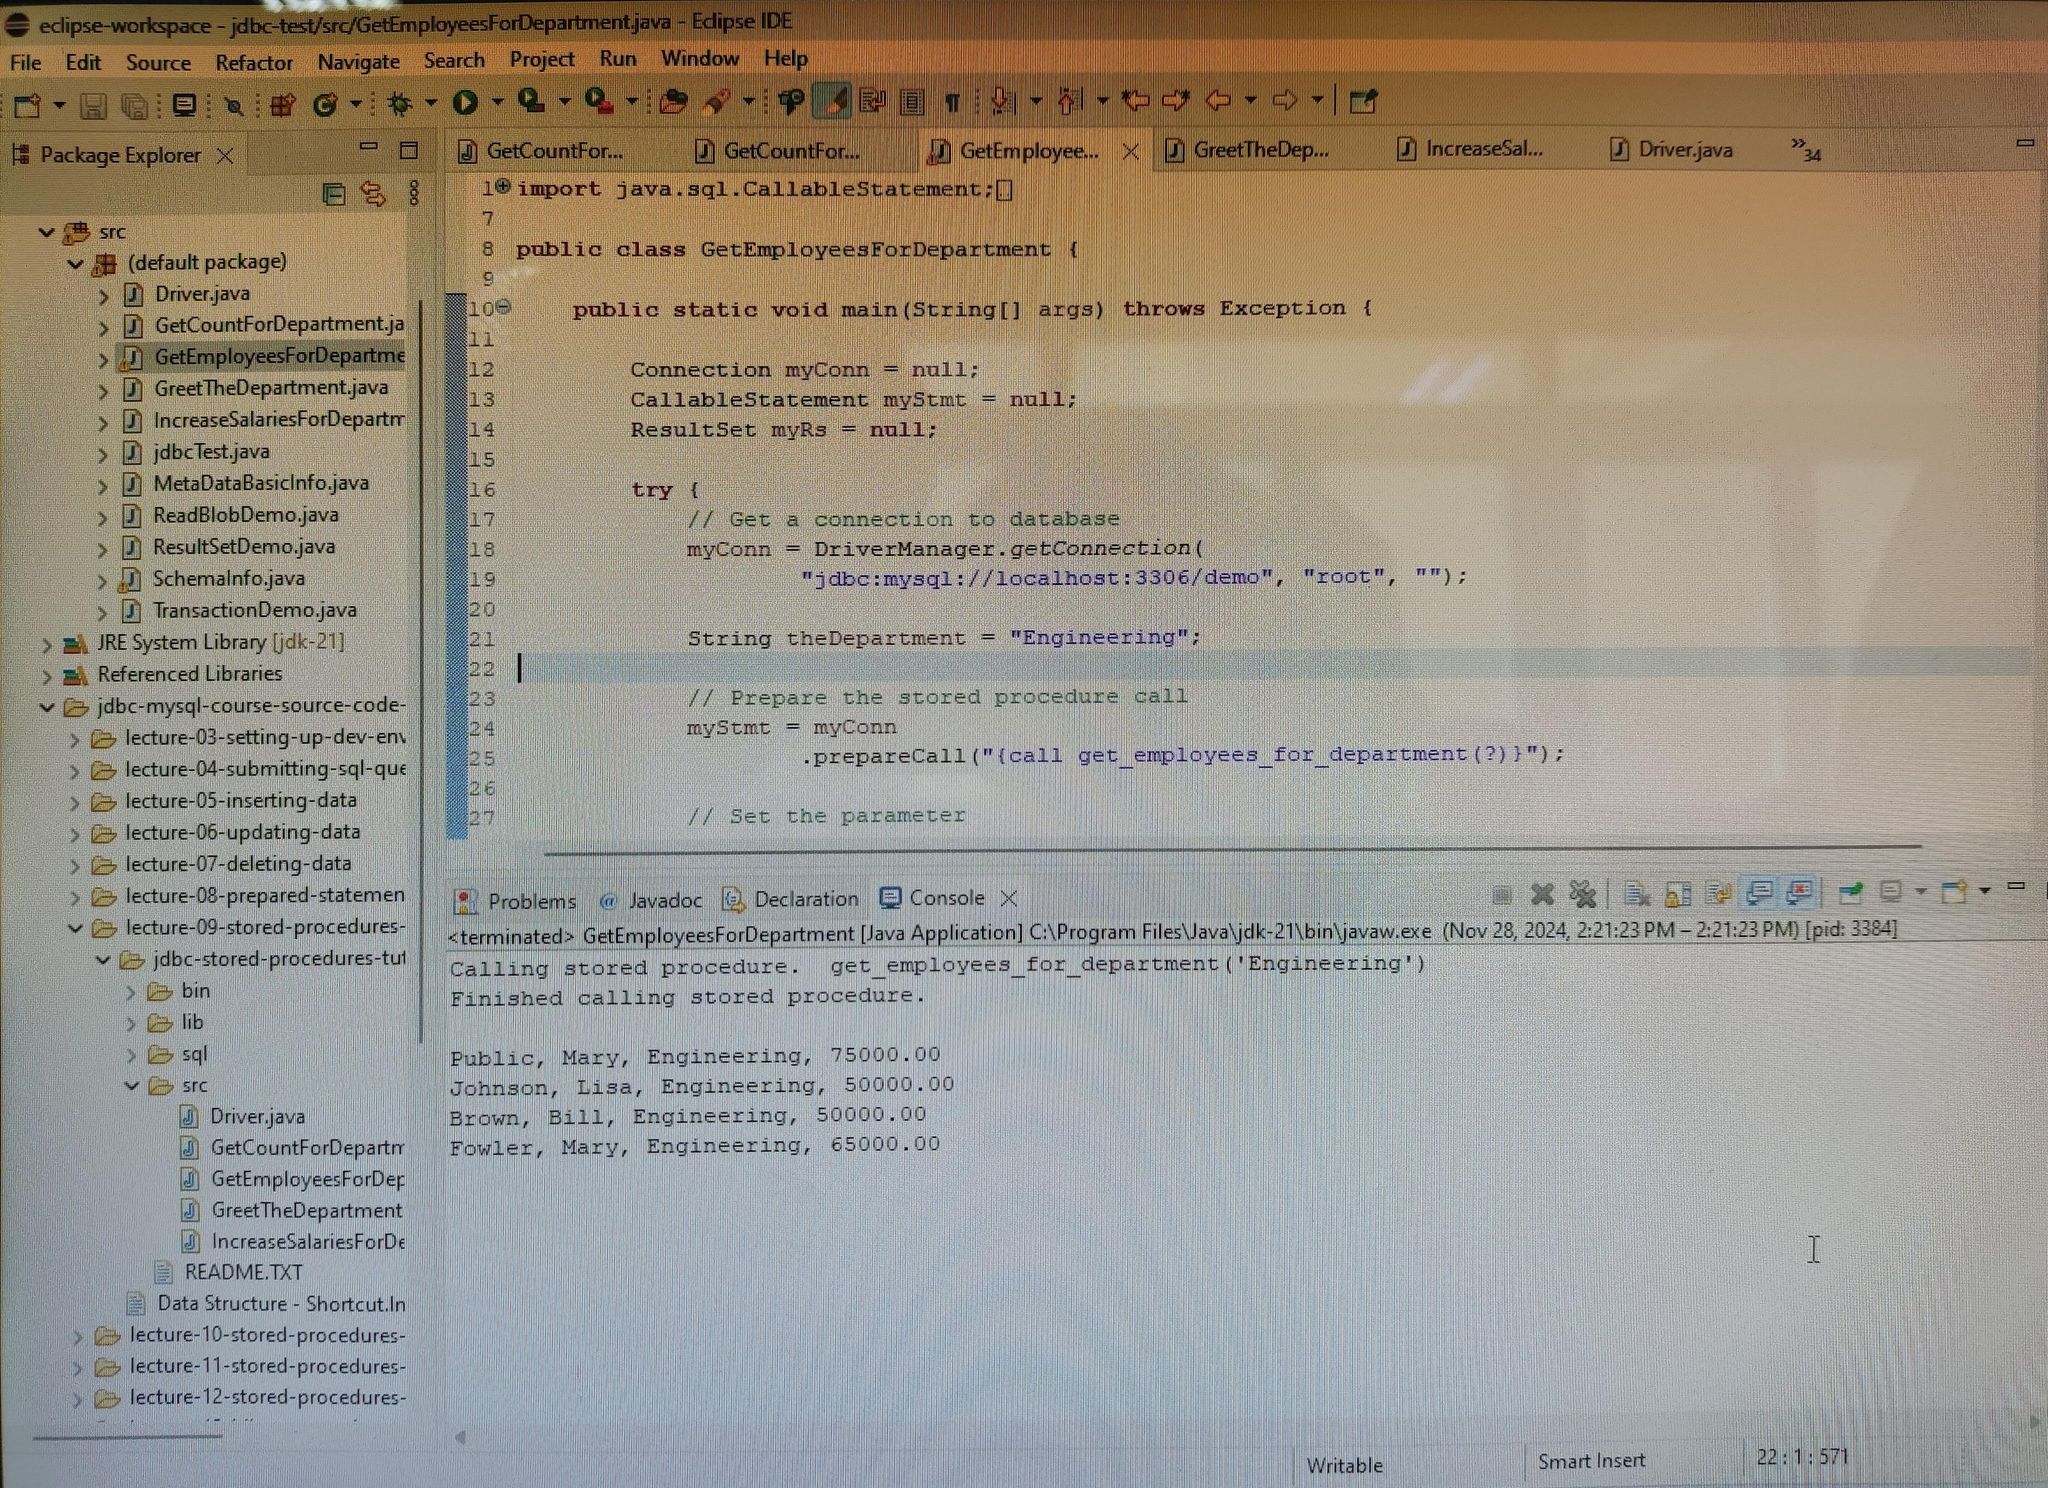 eclipse-workspace - jdbc-test/src/GetEmployeesForDepartment.java - Eclipse IDE
File Edit Source Refactor Navigate Search Project Run Window Help
Package Explorer
GetCountFor... GetCountFor... GetEmployee... GreetTheDep... IncreaseSal... Driver.java »34
src
(default package)
Driver.java
GetCountForDepartment.ja
GetEmployeesForDepartme
GreetTheDepartment.java
IncreaseSalariesForDepartm
jdbcTest.java
MetaDataBasicInfo.java
ReadBlobDemo.java
ResultSetDemo.java
SchemaInfo.java
TransactionDemo.java
JRE System Library [jdk-21]
Referenced Libraries
jdbc-mysql-course-source-code-
lecture-03-setting-up-dev-env
lecture-04-submitting-sql-que
lecture-05-inserting-data
lecture-06-updating-data
lecture-07-deleting-data
lecture-08-prepared-statemen
lecture-09-stored-procedures-
jdbc-stored-procedures-tut
bin
lib
sql
src
Driver.java
GetCountForDepartm
GetEmployeesForDep
GreetTheDepartment
IncreaseSalariesForDe
README.TXT
Data Structure - Shortcut.ln
lecture-10-stored-procedures-
lecture-11-stored-procedures-
lecture-12-stored-procedures-
1 import java.sql.CallableStatement;
7
8 public class GetEmployeesForDepartment {
9
10 public static void main(String[] args) throws Exception {
11
12 Connection myConn = null;
13 CallableStatement myStmt = null;
14 ResultSet myRs = null;
15
16 try {
17 // Get a connection to database
18 myConn = DriverManager.getConnection(
19 "jdbc:mysql://localhost:3306/demo", "root", "");
20
21 String theDepartment = "Engineering";
22
23 // Prepare the stored procedure call
24 myStmt = myConn
25 .prepareCall("{call get_employees_for_department(?)}");
26
27 // Set the parameter
Problems Javadoc Declaration Console
<terminated> GetEmployeesForDepartment [Java Application] C:\Program Files\Java\jdk-21\bin\javaw.exe (Nov 28, 2024, 2:21:23 PM – 2:21:23 PM) [pid: 3384]
Calling stored procedure. get_employees_for_department('Engineering')
Finished calling stored procedure.
Public, Mary, Engineering, 75000.00
Johnson, Lisa, Engineering, 50000.00
Brown, Bill, Engineering, 50000.00
Fowler, Mary, Engineering, 65000.00
Writable Smart Insert 22 : 1 : 571